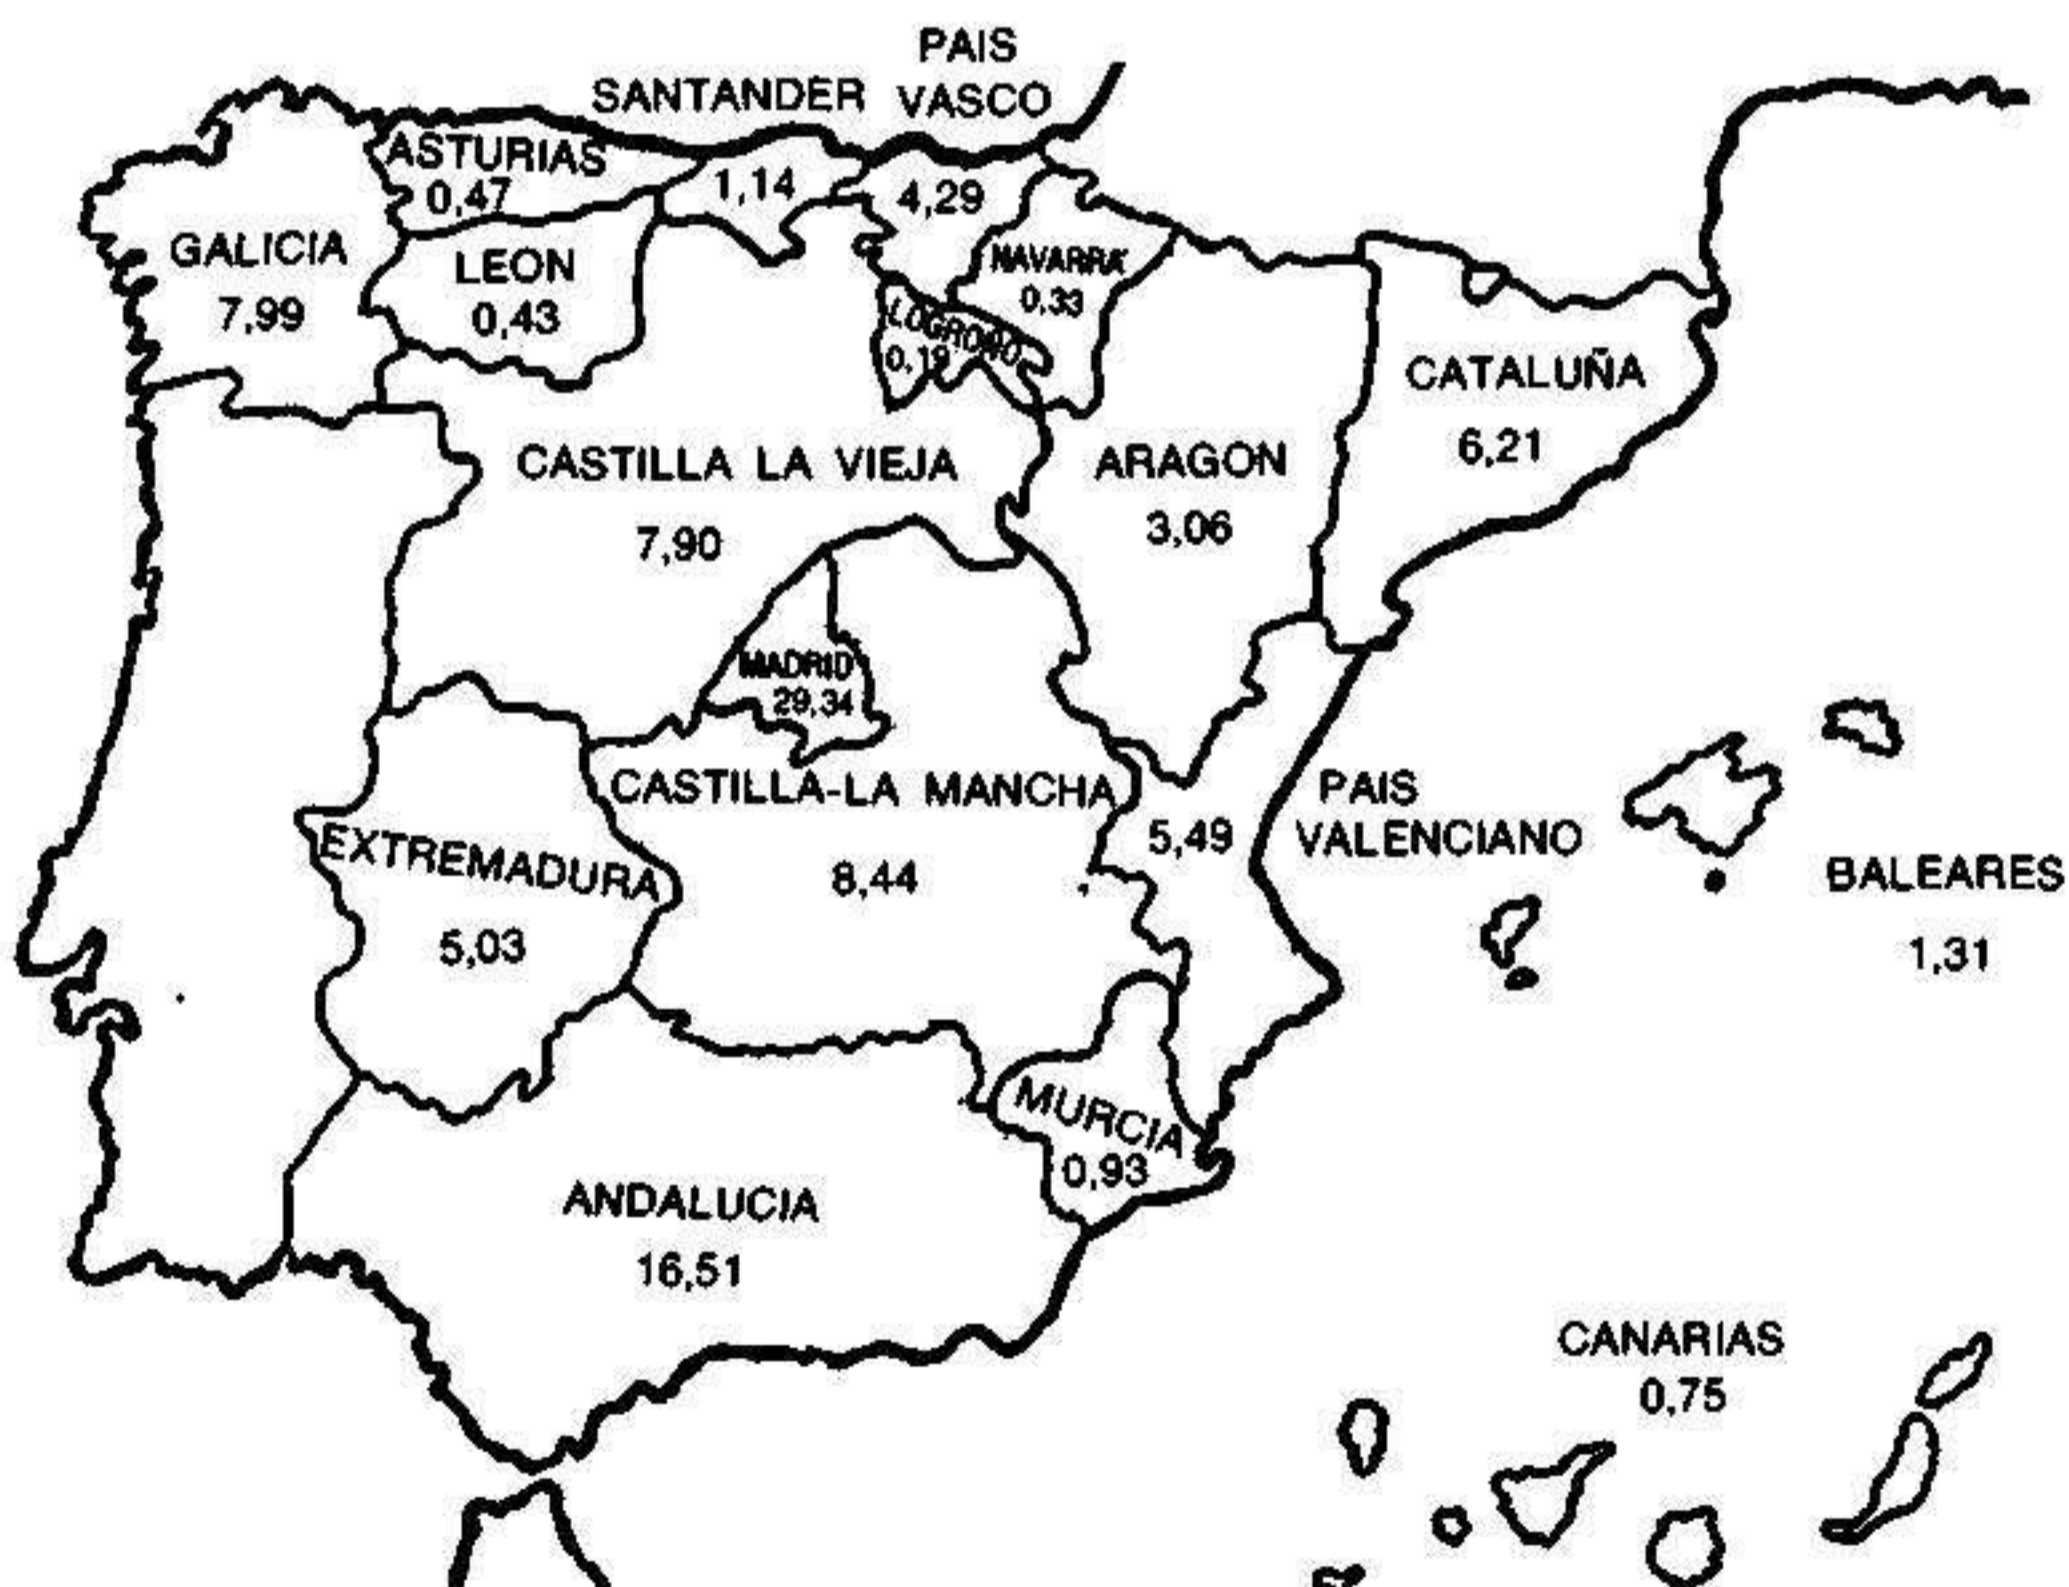 PAIS
VASCO
SANTANDER
ASTURIAS
0,47
1,14
4,29
GALICIA
7,99
LEON
0,43
NAVARRA
0,33
LOGROÑO
CATALUÑA
6,21
CASTILLA LA VIEJA
7,90
ARAGON
3,06
MADRID
29,34
CASTILLA-LA MANCHA
8,44
PAIS
VALENCIANO
5,49
EXTREMADURA
5,03
BALEARES
1,31
MURCIA
0,93
ANDALUCIA
16,51
CANARIAS
0,75